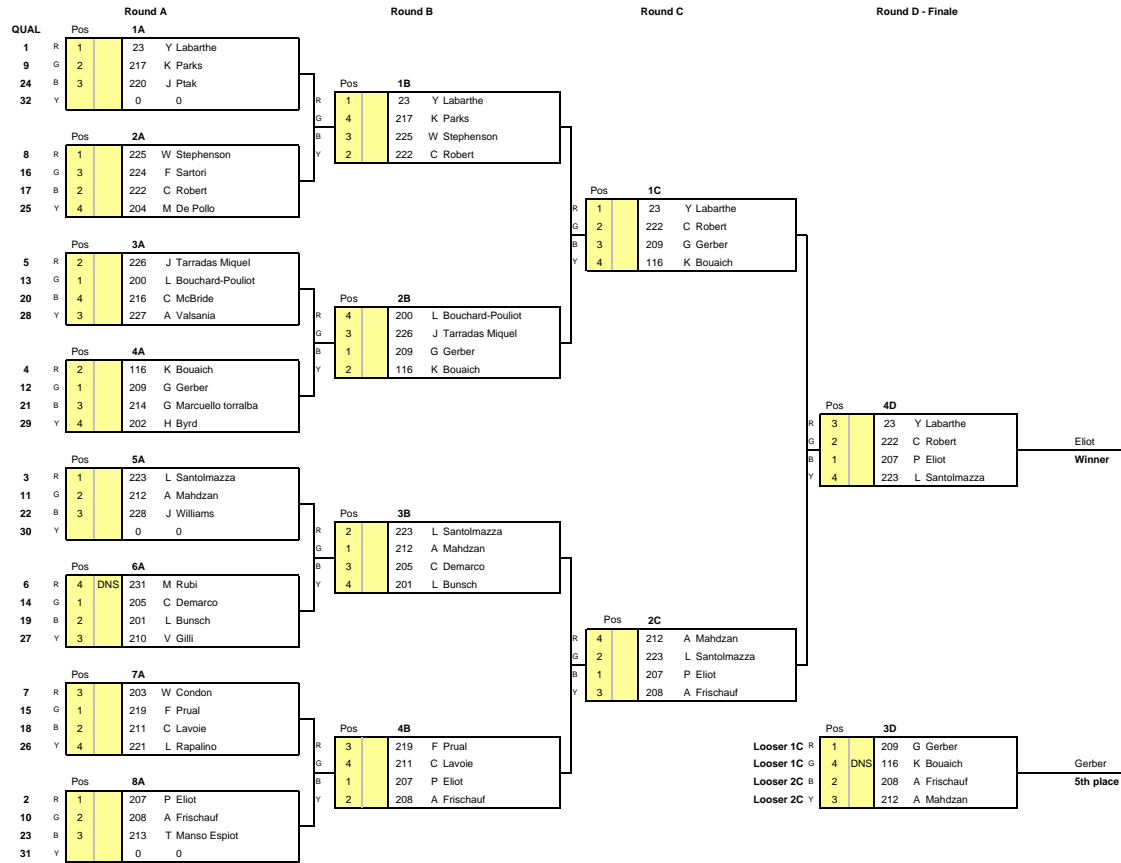 Round A
Round B
Round C
Round D - Finale
QUAL Pos 1A
1 R 1 23 Y Labarthe
9 G 2 217 K Parks
24 B 3 220 J Ptak
32 Y 0 0
Pos 2A
8 R 1 225 W Stephenson
16 G 3 224 F Sartori
17 B 2 222 C Robert
25 Y 4 204 M De Pollo
Pos 3A
5 R 2 226 J Tarradas Miquel
13 G 1 200 L Bouchard-Pouliot
20 B 4 216 C McBride
28 Y 3 227 A Valsania
Pos 4A
4 R 2 116 K Bouaich
12 G 1 209 G Gerber
21 B 3 214 G Marcuello torralba
29 Y 4 202 H Byrd
Pos 5A
3 R 1 223 L Santolmazza
11 G 2 212 A Mahdzan
22 B 3 228 J Williams
30 Y 0 0
Pos 6A
6 R 4 DNS 231 M Rubi
14 G 1 205 C Demarco
19 B 2 201 L Bunsch
27 Y 3 210 V Gilli
Pos 7A
7 R 3 203 W Condon
15 G 1 219 F Prual
18 B 2 211 C Lavoie
26 Y 4 221 L Rapalino
Pos 8A
2 R 1 207 P Eliot
10 G 2 208 A Frischauf
23 B 3 213 T Manso Espiot
31 Y 0 0
Pos 1B
R 1 23 Y Labarthe
G 4 217 K Parks
B 3 225 W Stephenson
Y 2 222 C Robert
Pos 2B
R 4 200 L Bouchard-Pouliot
G 3 226 J Tarradas Miquel
B 1 209 G Gerber
Y 2 116 K Bouaich
Pos 3B
R 2 223 L Santolmazza
G 1 212 A Mahdzan
B 3 205 C Demarco
Y 4 201 L Bunsch
Pos 4B
R 3 219 F Prual
G 4 211 C Lavoie
B 1 207 P Eliot
Y 2 208 A Frischauf
Pos 1C
R 1 23 Y Labarthe
G 2 222 C Robert
B 3 209 G Gerber
Y 4 116 K Bouaich
Pos 2C
R 4 212 A Mahdzan
G 2 223 L Santolmazza
B 1 207 P Eliot
Y 3 208 A Frischauf
Pos 4D
R 3 23 Y Labarthe
G 2 222 C Robert
B 1 207 P Eliot
Y 4 223 L Santolmazza
Eliot
Winner
Pos 3D
Looser 1C R 1 209 G Gerber
Looser 1C G 4 DNS 116 K Bouaich
Looser 2C B 2 208 A Frischauf
Looser 2C Y 3 212 A Mahdzan
Gerber
5th place